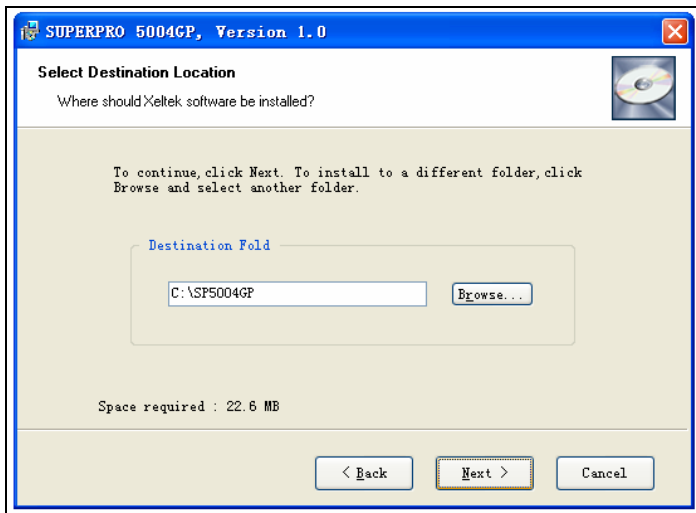 SUPERPRO 5004GP, Version 1.0
Select Destination Location
Where should Xeltek software be installed?
To continue,click Next. To install to a different folder,click
Browse and select another folder.
Destination Fold
C:\SP5004GP
Browse...
Space required : 22.6 MB
< Back
Next >
Cancel